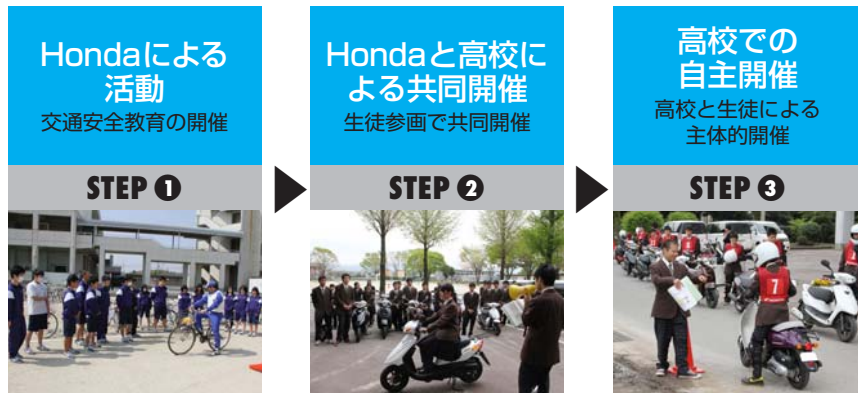 Hondaによる
活動
交通安全教育の開催
STEP ❶
Hondaと高校に
よる共同開催
生徒参画で共同開催
STEP ❷
高校での
自主開催
高校と生徒による
主体的開催
STEP ❸
7